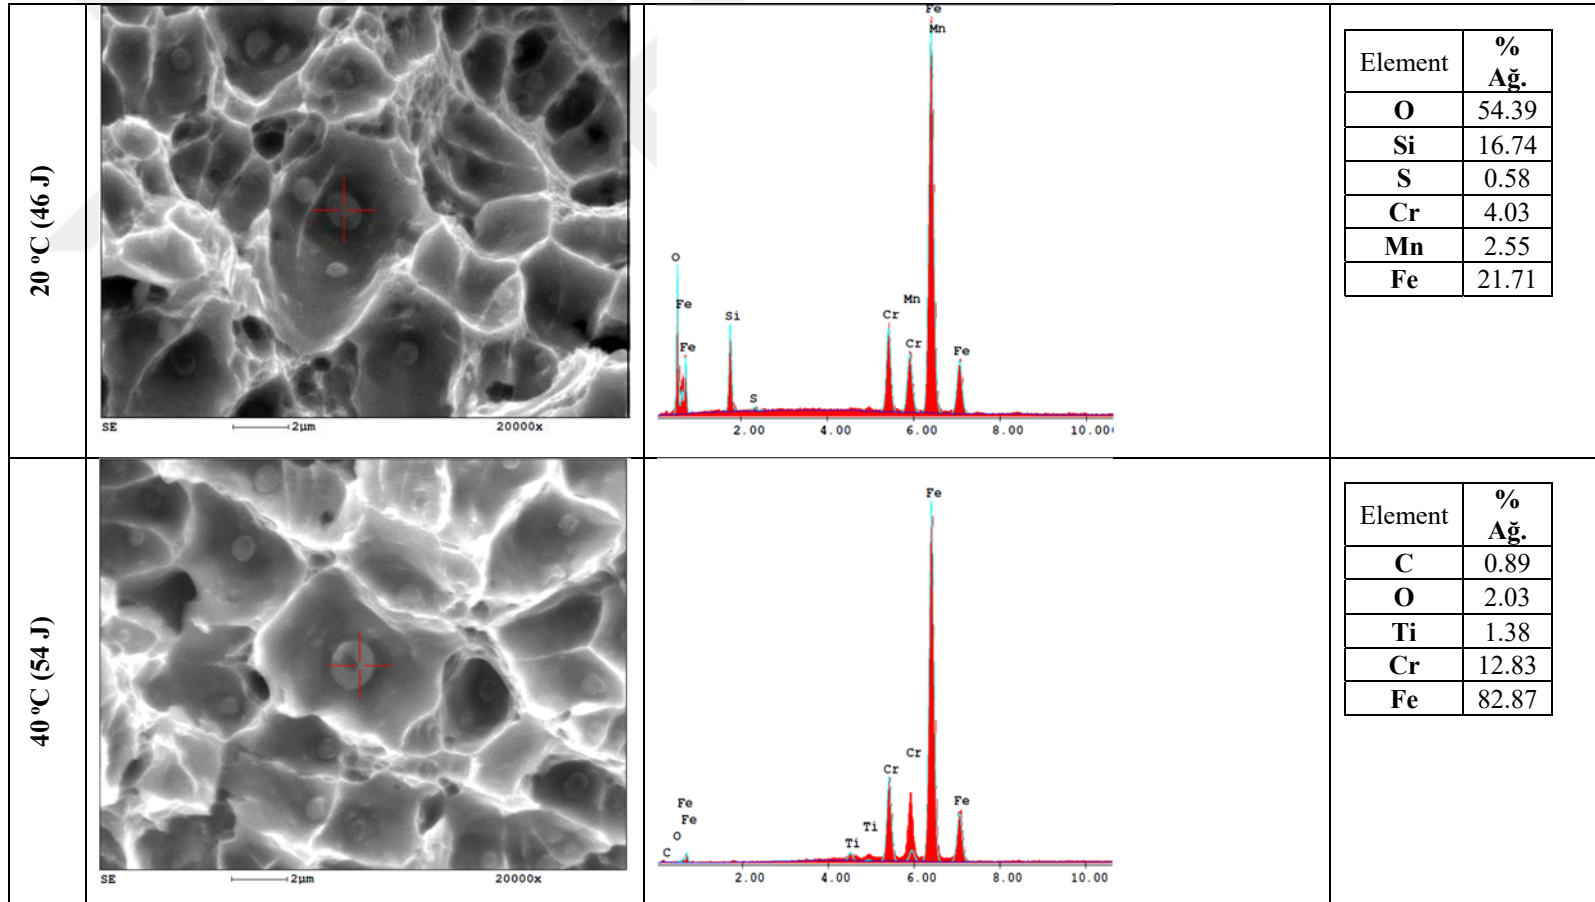 20 ºC (46 J)
SE 2µm 20000x
Fe
Mn
O
Fe
Fe
Si
S
Cr
Mn
Cr
Fe
2.00 4.00 6.00 8.00
Element % Ağ.
O 54.39
Si 16.74
S 0.58
Cr 4.03
Mn 2.55
Fe 21.71
40 ºC (54 J)
SE 2µm 20000x
Fe
Fe
Fe
O
C
Ti
Ti
Cr
Cr
Fe
2.00 4.00 6.00 8.00 10.00
Element % Ağ.
C 0.89
O 2.03
Ti 1.38
Cr 12.83
Fe 82.87